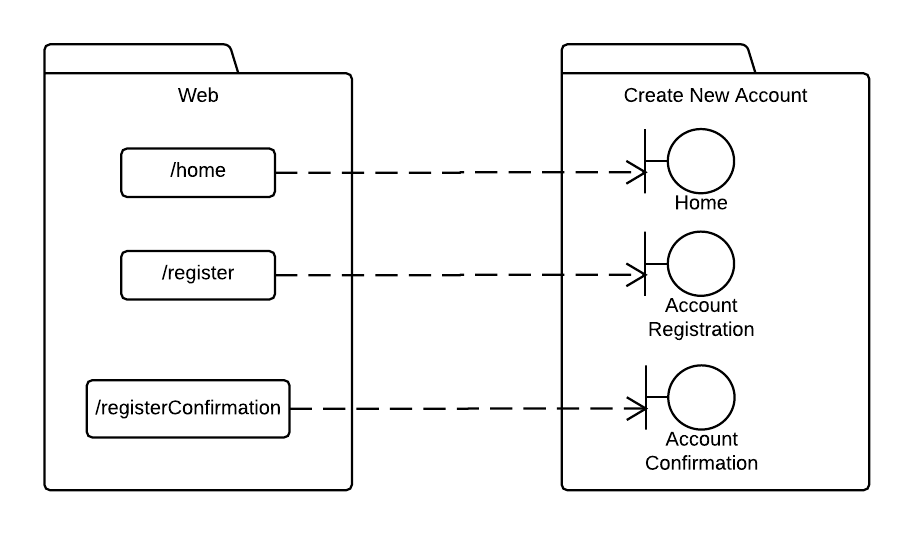 Web
/home
/register
/registerConfirmation
Create New Account
Home
Account
Registration
Account
Confirmation